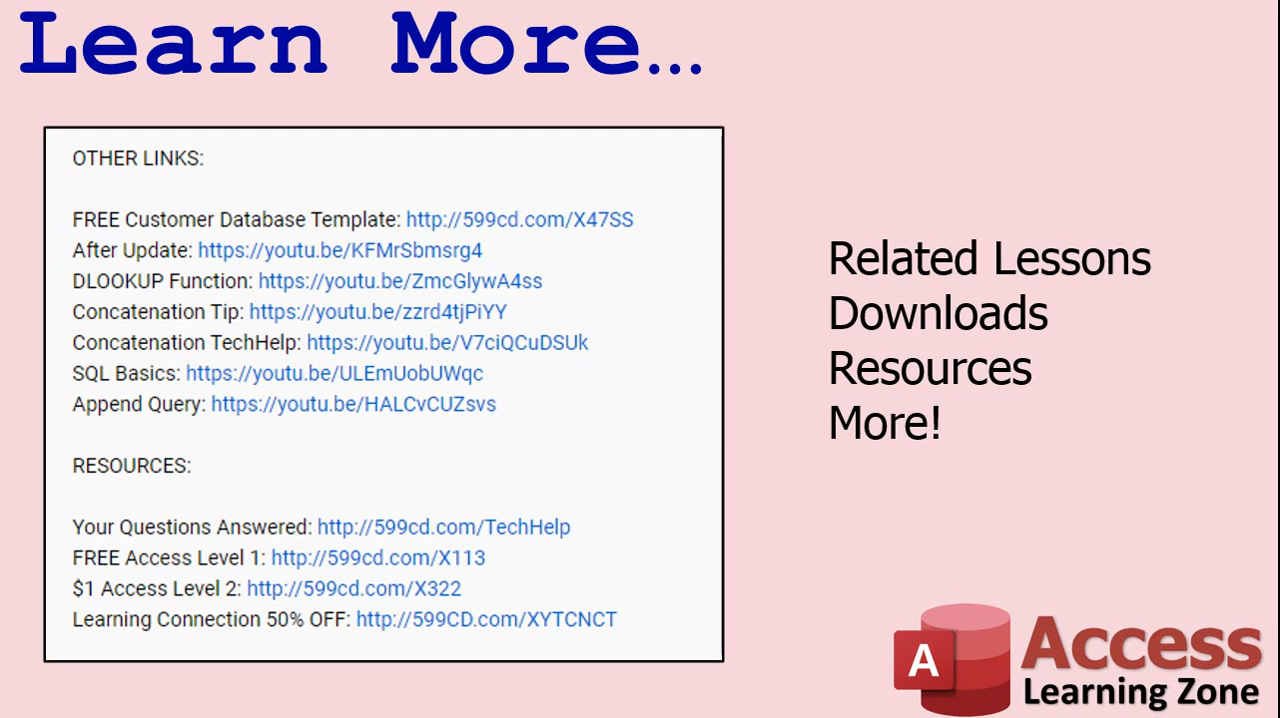 Learn More...
OTHER LINKS:
FREE Customer Database Template: http://599cd.com/X47SS
After Update: https://youtu.be/KFMrSbmsrg4
DLOOKUP Function: https://youtu.be/ZmcGlywA4ss
Concatenation Tip: https://youtu.be/zzrd4tjPiYY
Concatenation TechHelp: https://youtu.be/V7ciQCuDSUk
SQL Basics: https://youtu.be/ULEmUobUWqc
Append Query: https://youtu.be/HALCvCUZsvs
RESOURCES:
Your Questions Answered: http://599cd.com/TechHelp
FREE Access Level 1: http://599cd.com/X113
$1 Access Level 2: http://599cd.com/X322
Learning Connection 50% OFF: http://599CD.com/XYTCNCT
Related Lessons
Downloads
Resources
More!
A
Access
Learning Zone